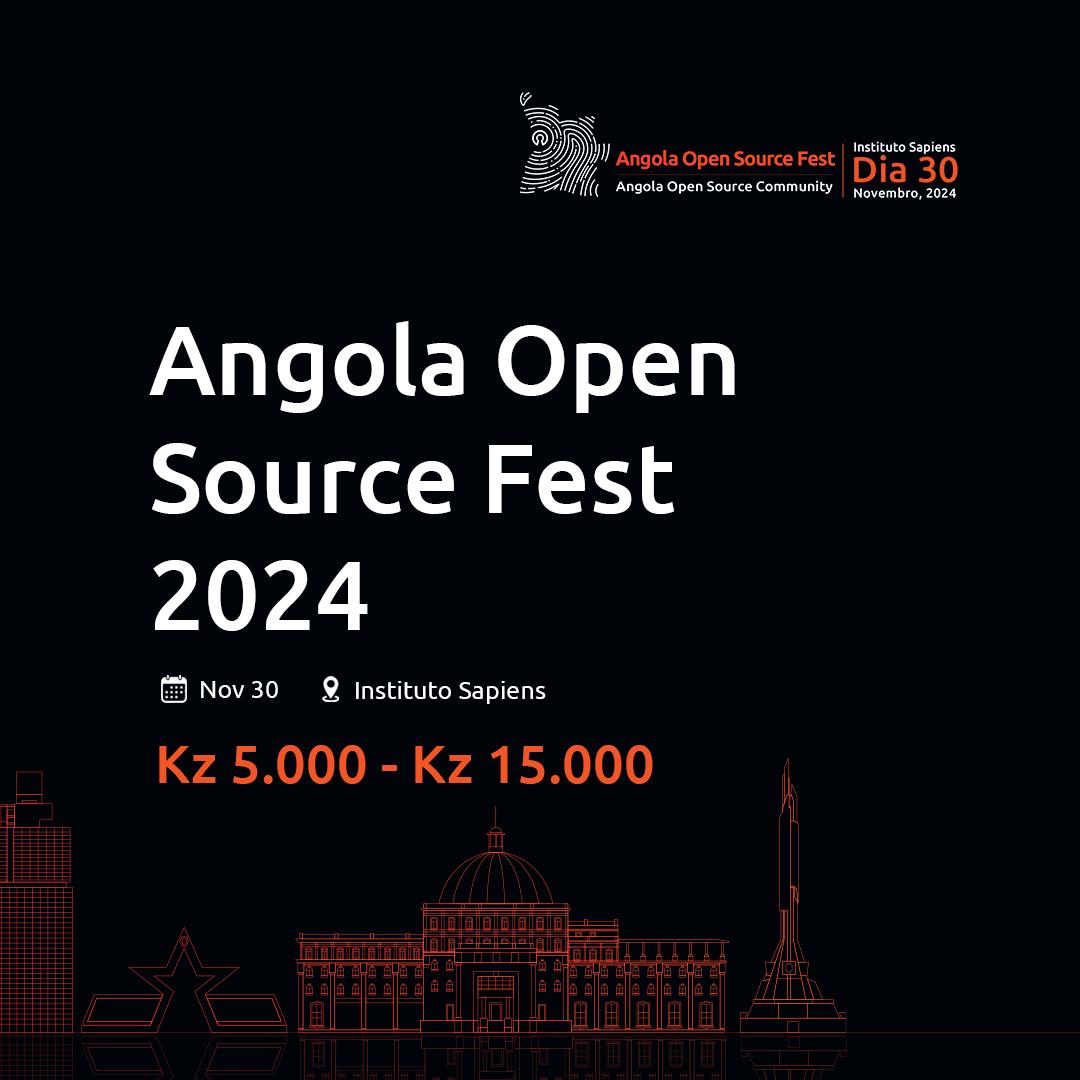 Angola Open Source Fest
Angola Open Source Community
Instituto Sapiens
Dia 30
Novembro, 2024
Angola Open
Source Fest
2024
Nov 30
Instituto Sapiens
Kz 5.000 - Kz 15.000